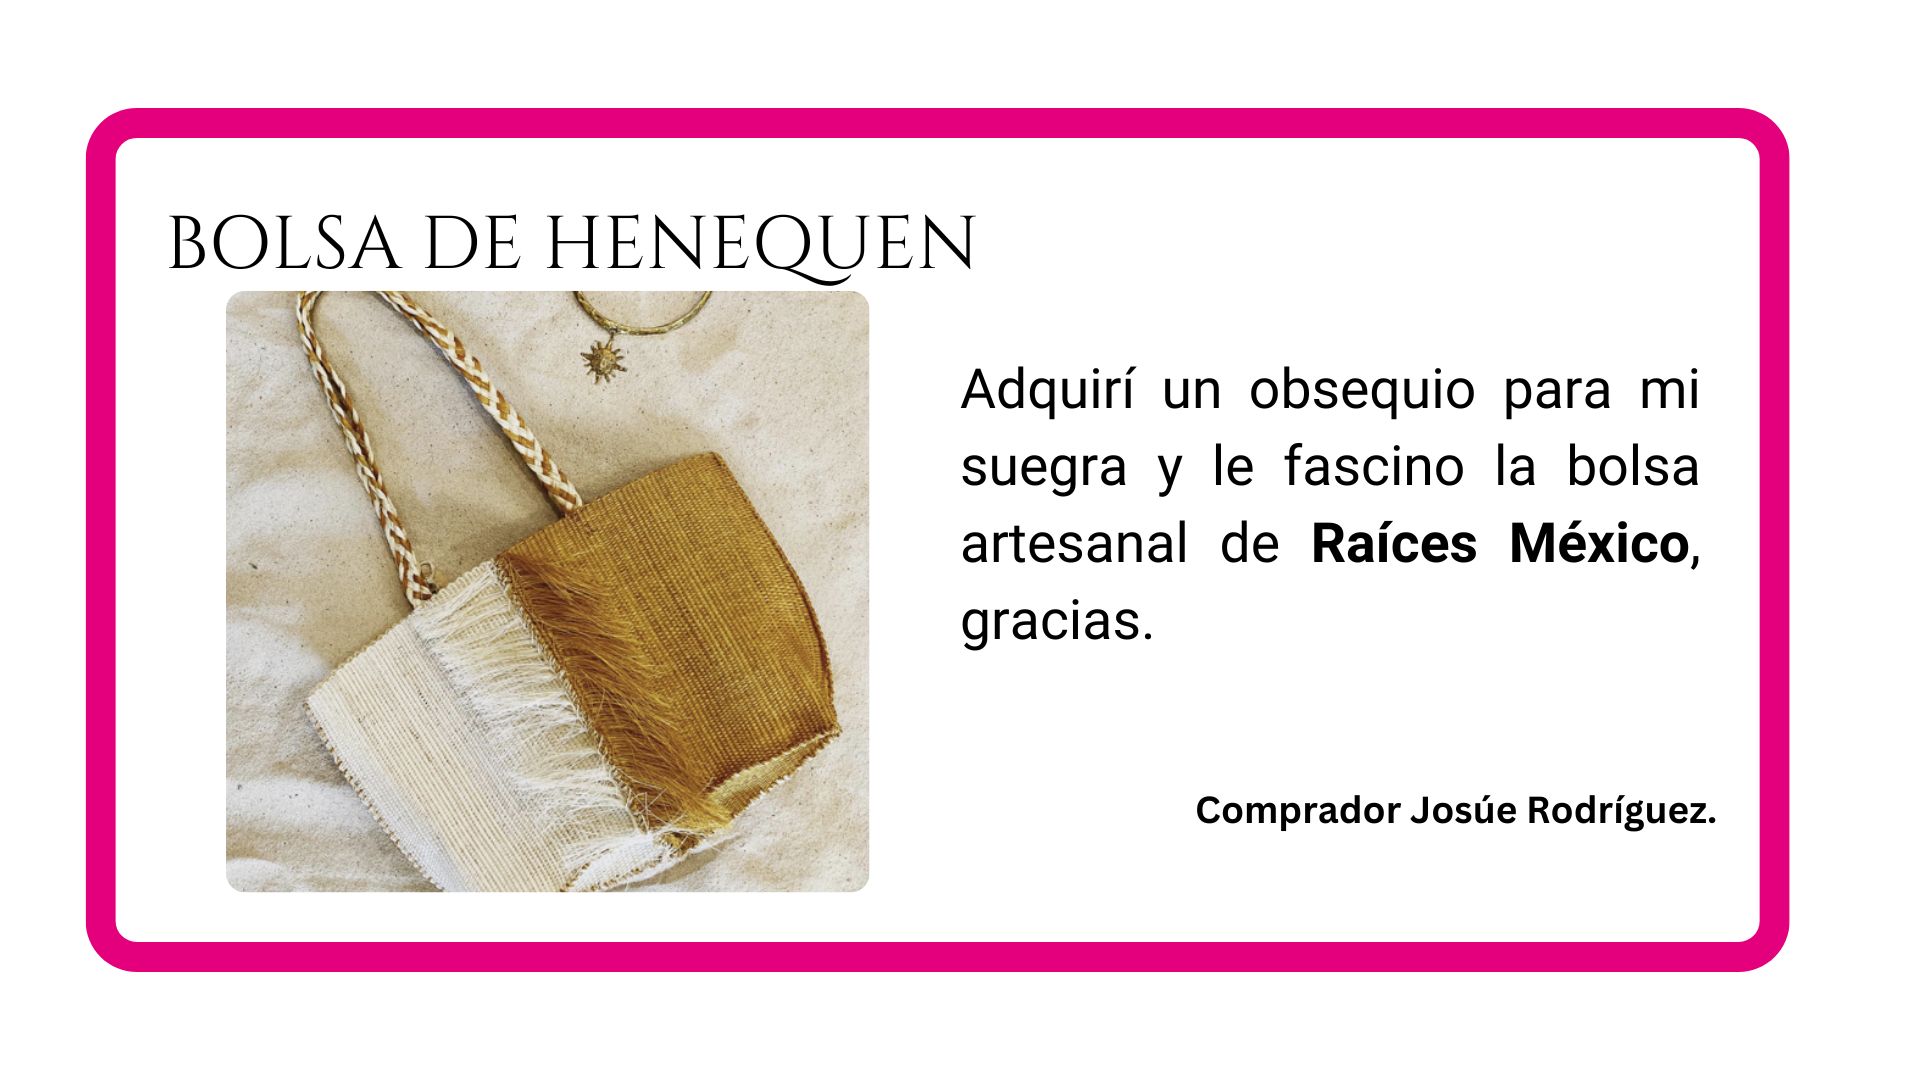 BOLSA DE HENEQUEN
Adquirí un obsequio para mi
suegra y le fascino la bolsa
artesanal de Raíces México,
gracias.
Comprador Josúe Rodríguez.